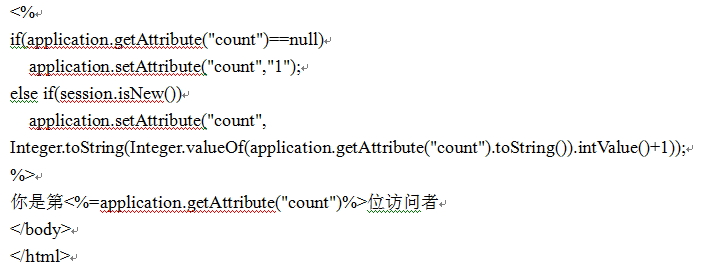 <%
if(application.getAttribute("count")==null)
application.setAttribute("count","1");
else if(session.isNew())
application.setAttribute("count",
Integer.toString(Integer.valueOf(application.getAttribute("count").toString()).intValue()+1));
%>
你是第<%=application.getAttribute("count")%>位访问者
</body>
</html>